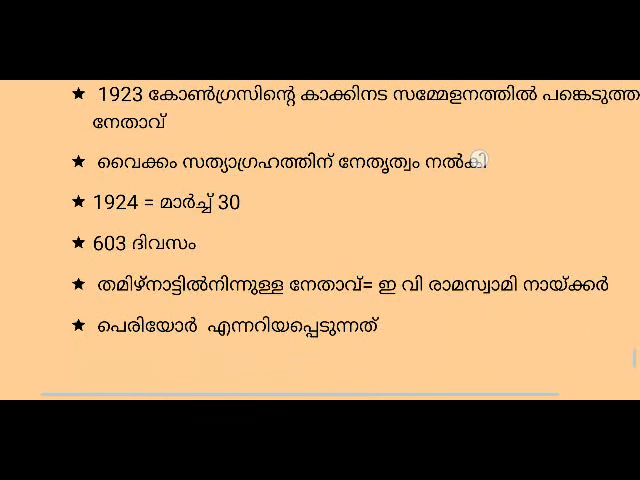 ★ 1923 കോൺഗ്രസിന്റെ കാക്കിനട സമ്മേളനത്തിൽ പങ്കെടുത്ത
നേതാവ്
★ വൈക്കം സത്യാഗ്രഹത്തിന് നേതൃത്വം നൽകി.
★ 1924 = മാർച്ച് 30
★ 603 ദിവസം
★ തമിഴ്നാട്ടിൽനിന്നുള്ള നേതാവ്= ഇ വി രാമസ്വാമി നായ്ക്കർ
★ പെരിയോർ എന്നറിയപ്പെടുന്നത്